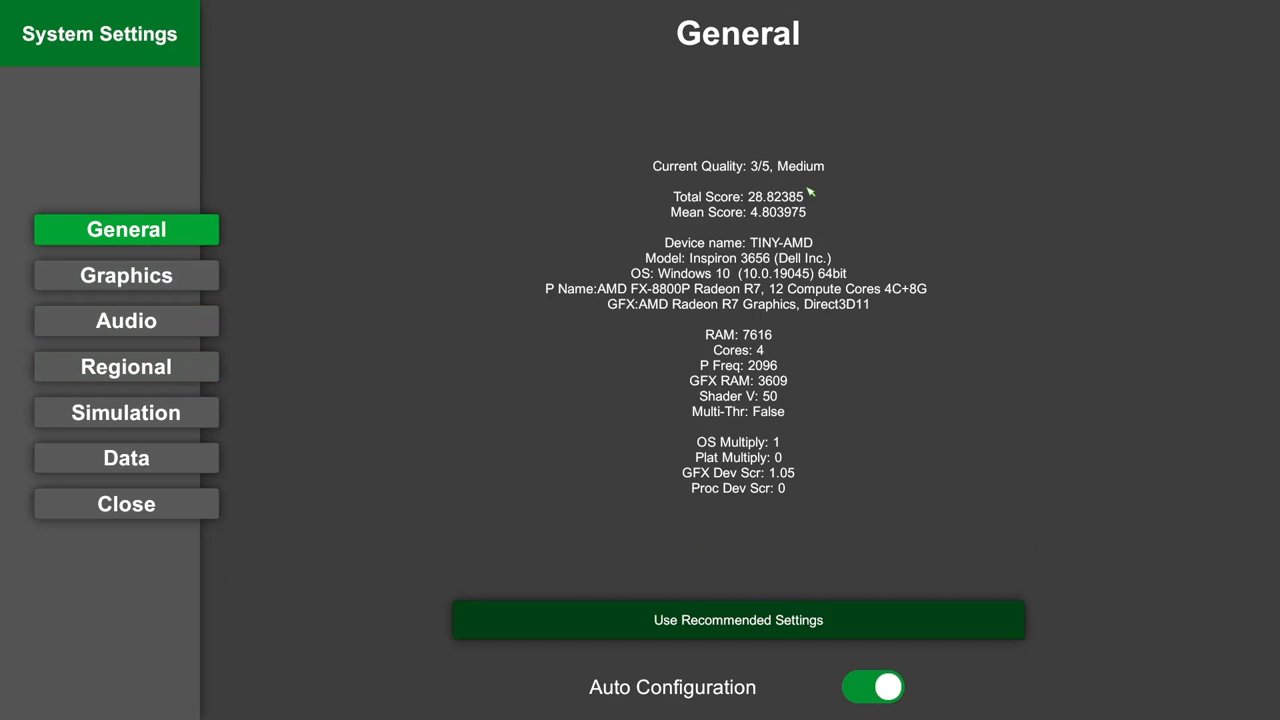 System Settings
General
General
Graphics
Audio
Regional
Simulation
Data
Close
Current Quality: 3/5, Medium
Total Score: 28.82385
Mean Score: 4.803975
Device name: TINY-AMD
Model: Inspiron 3656 (Dell Inc.)
OS: Windows 10 (10.0.19045) 64bit
P Name:AMD FX-8800P Radeon R7, 12 Compute Cores 4C+8G
GFX:AMD Radeon R7 Graphics, Direct3D11
RAM: 7616
Cores: 4
P Freq: 2096
GFX RAM: 3609
Shader V: 50
Multi-Thr: False
OS Multiply: 1
Plat Multiply: 0
GFX Dev Scr: 1.05
Proc Dev Scr: 0
Use Recommended Settings
Auto Configuration